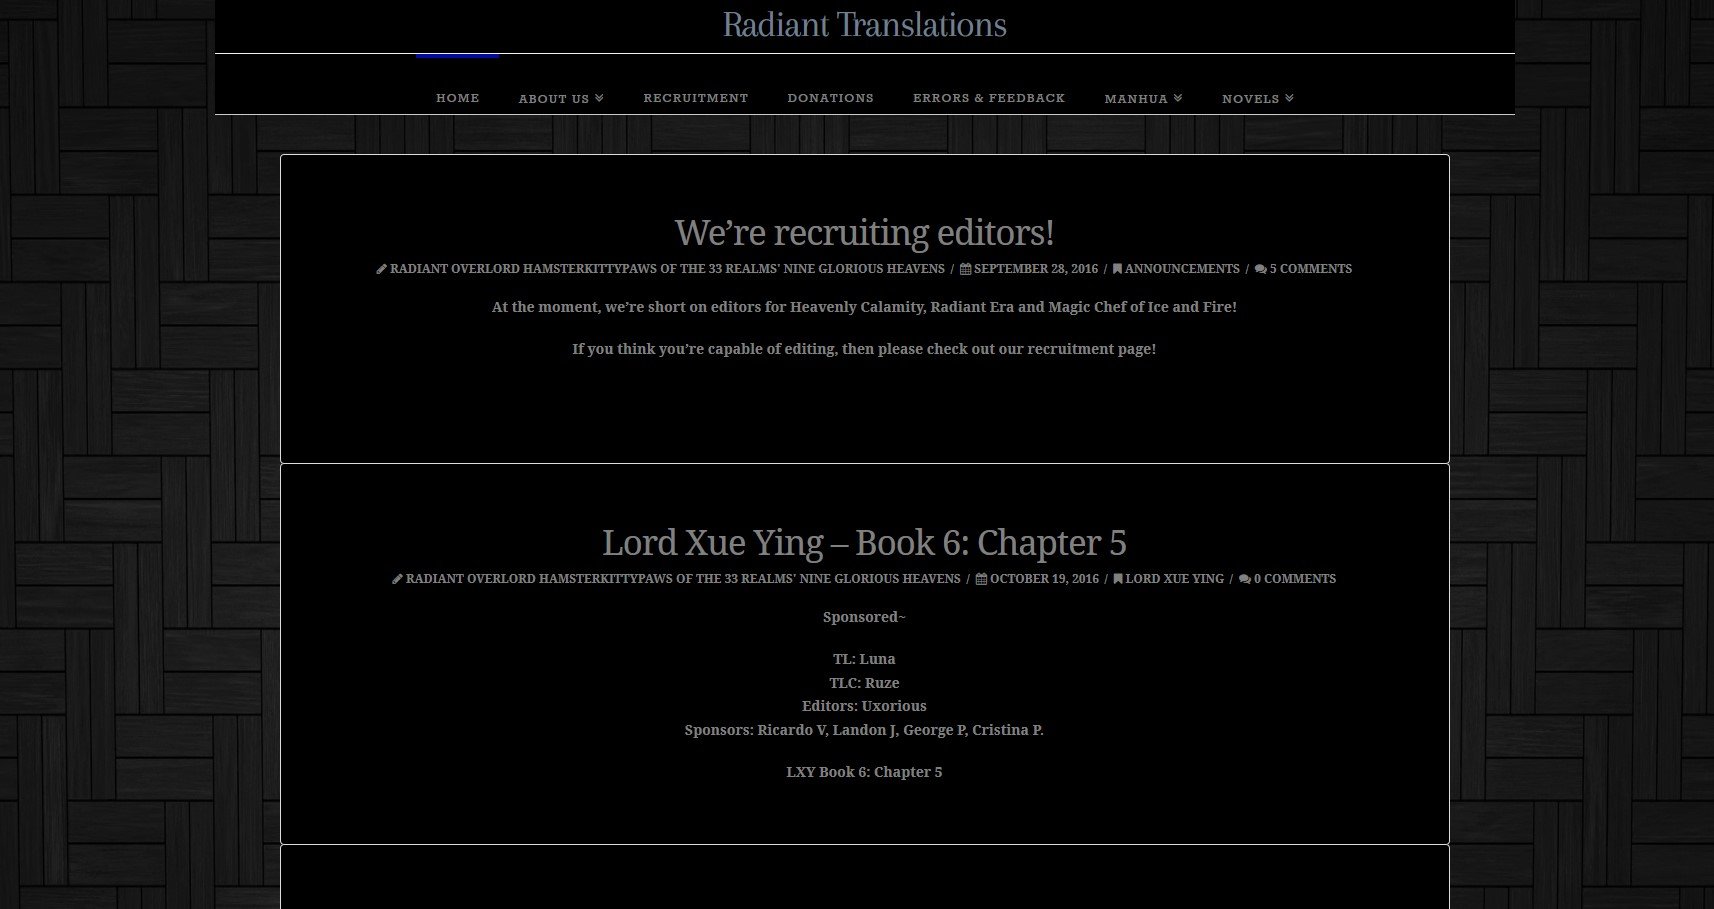 Radiant Translations
HOME ABOUT US RECRUITMENT DONATIONS ERRORS & FEEDBACK MANHUA NOVELS
We’re recruiting editors!
RADIANT OVERLORD HAMSTERKITTYPAWS OF THE 33 REALMS' NINE GLORIOUS HEAVENS / SEPTEMBER 28, 2016 / ANNOUNCEMENTS / 5 COMMENTS
At the moment, we’re short on editors for Heavenly Calamity, Radiant Era and Magic Chef of Ice and Fire!
If you think you’re capable of editing, then please check out our recruitment page!
Lord Xue Ying – Book 6: Chapter 5
RADIANT OVERLORD HAMSTERKITTYPAWS OF THE 33 REALMS' NINE GLORIOUS HEAVENS / OCTOBER 19, 2016 / LORD XUE YING / 0 COMMENTS
Sponsored~
TL: Luna
TLC: Ruze
Editors: Uxorious
Sponsors: Ricardo V, Landon J, George P, Cristina P.
LXY Book 6: Chapter 5